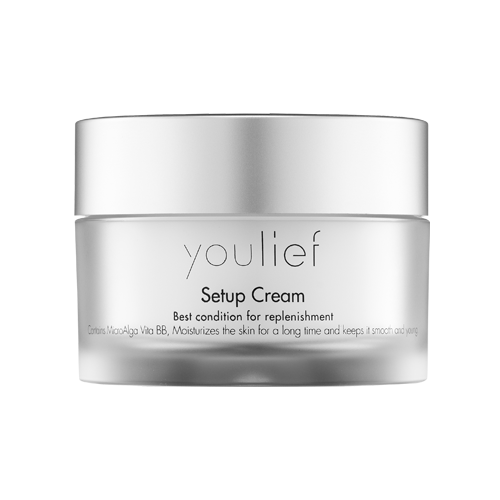 youlief
Setup Cream
Best condition for replenishment
Contains MicroAlga Vita BB, Moisturizes the skin for a long time and keeps it smooth and young